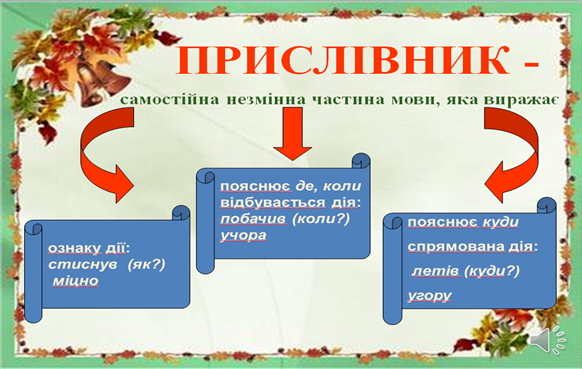 ПРИСЛІВНИК -
самостійна незмінна частина мови, яка виражає
ознаку дії:
стиснув (як?)
міцно
пояснює де, коли
відбувається дія:
побачив (коли?)
учора
пояснює куди
спрямована дія:
летів (куди?)
угору